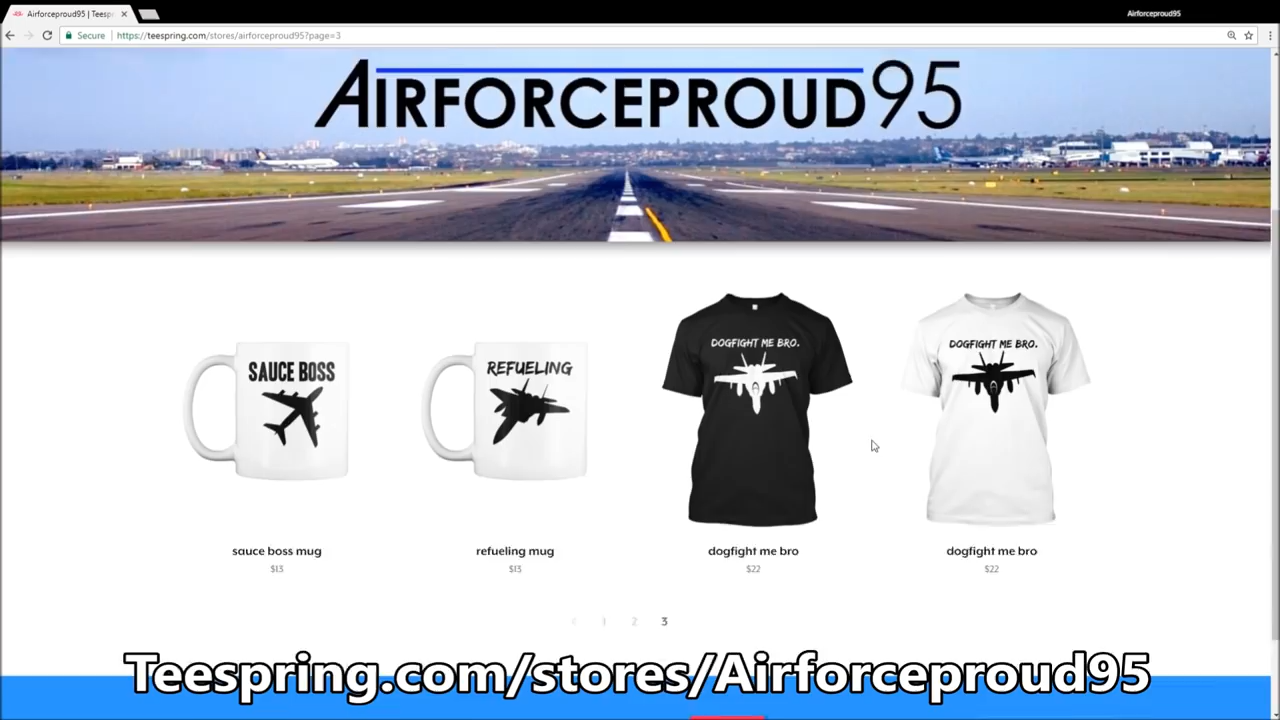 Airforceproud95 | Teesp
Airforceproud95
Secure
https://teespring.com/stores/airforceproud95?page=3
AIRFORCEPROUD95
SAUCE BOSS
REFUELING
DOGFIGHT ME BRO.
DOGFIGHT ME BRO.
sauce boss mug
refueling mug
dogfight me bro
dogfight me bro
$13
$13
$22
$22
1 2 3
Teespring.com/stores/Airforceproud95